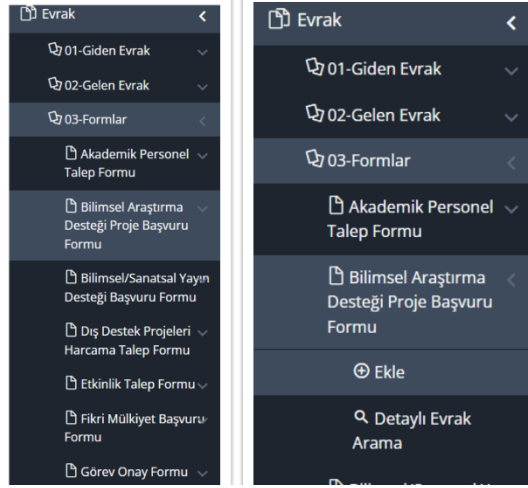 Evrak
01-Giden Evrak
02-Gelen Evrak
03-Formlar
Akademik Personel
Talep Formu
Bilimsel Araştırma
Desteği Proje Başvuru
Formu
Bilimsel/Sanatsal Yayın
Desteği Başvuru Formu
Dış Destek Projeleri
Harcama Talep Formu
Etkinlik Talep Formu
Fikri Mülkiyet Başvuru
Formu
Görev Onay Formu
Evrak
01-Giden Evrak
02-Gelen Evrak
03-Formlar
Akademik Personel
Talep Formu
Bilimsel Araştırma
Desteği Proje Başvuru
Formu
Ekle
Detaylı Evrak
Arama